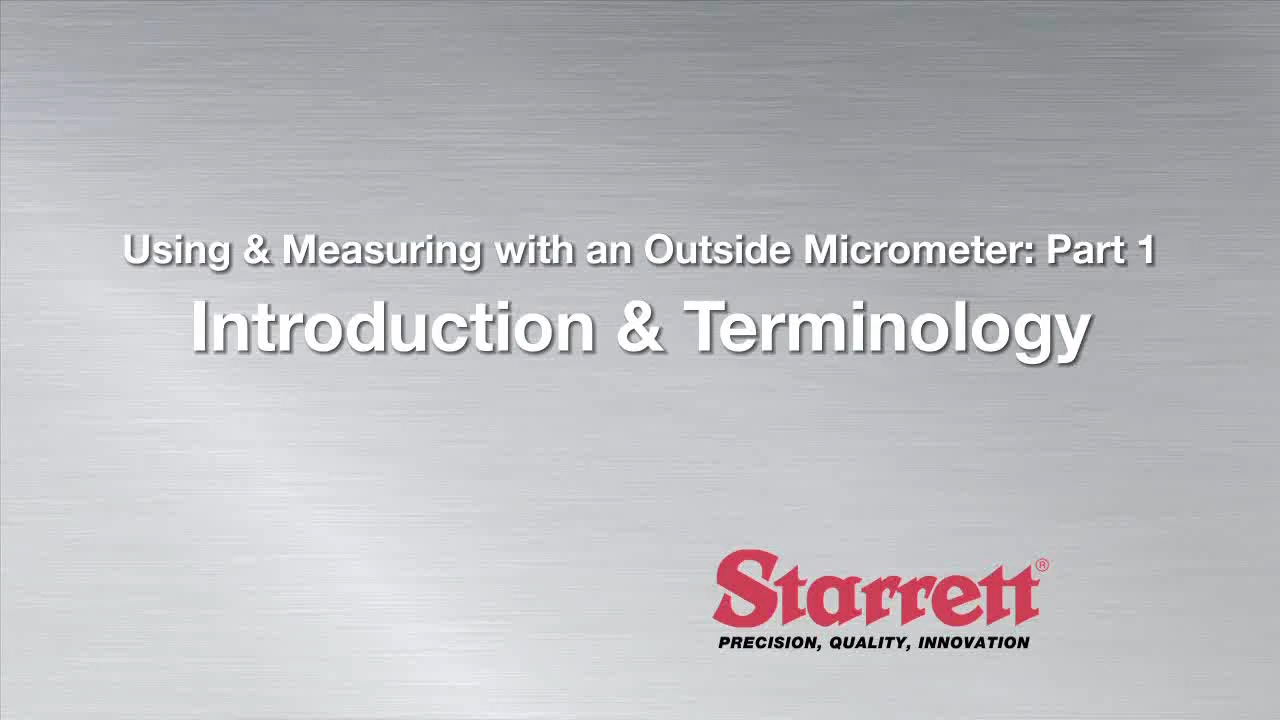 Using & Measuring with an Outside Micrometer: Part 1
Introduction & Terminology
Starrett®
PRECISION, QUALITY, INNOVATION